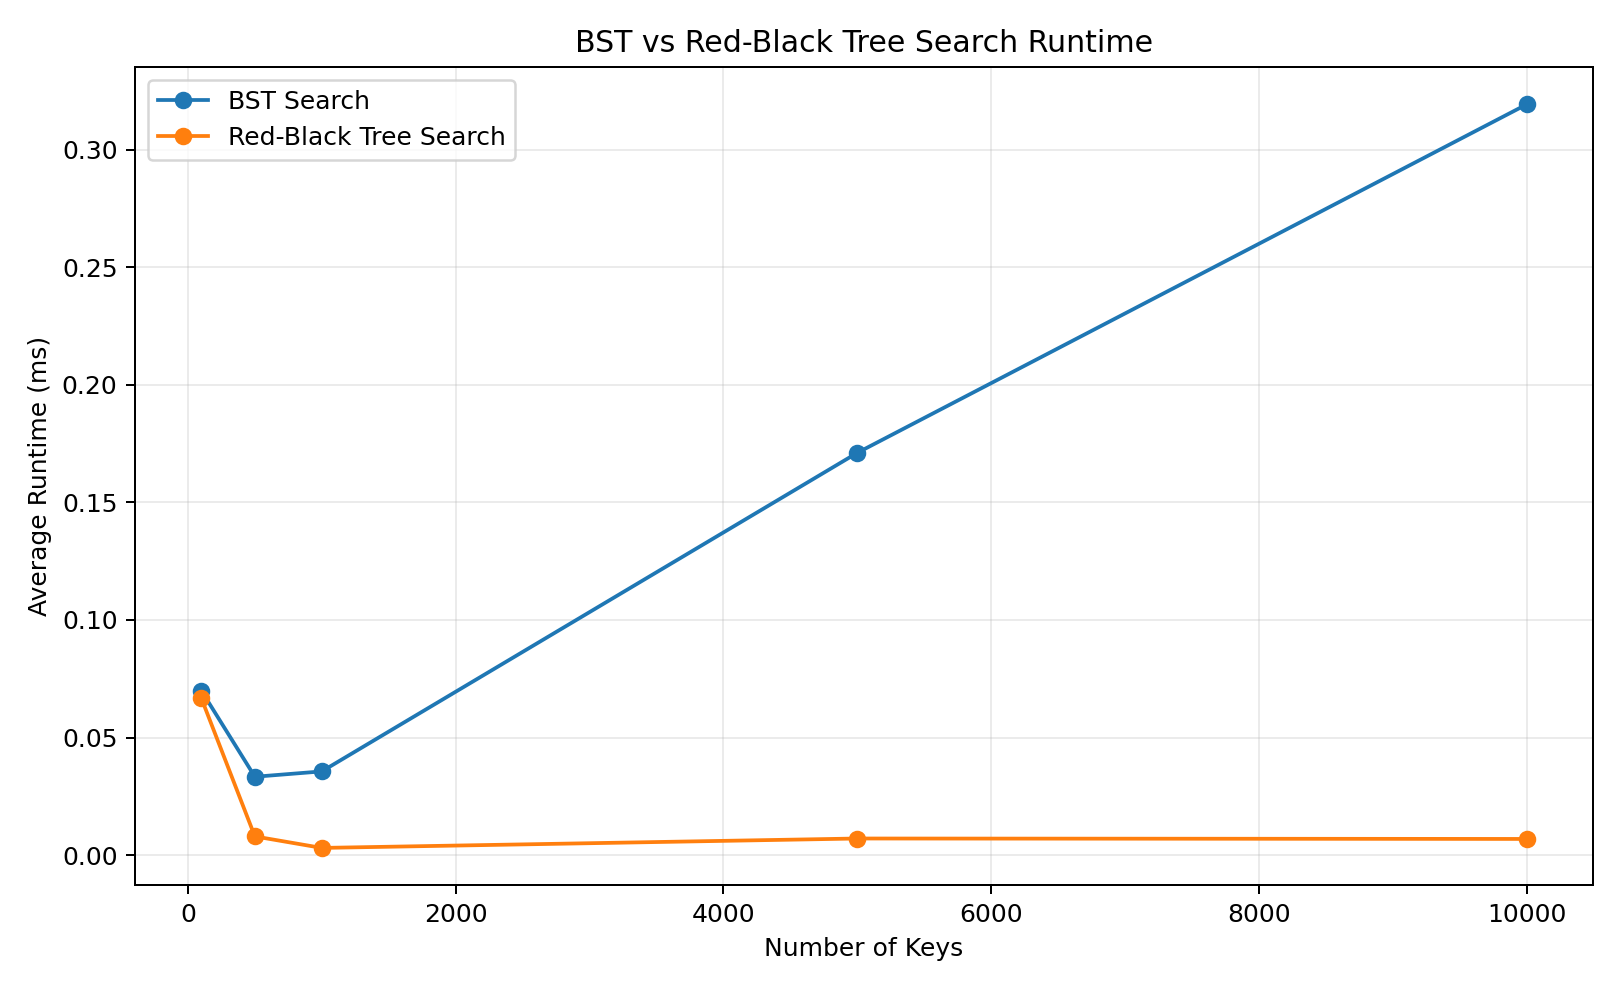 BST vs Red-Black Tree Search Runtime
BST Search
Red-Black Tree Search
Average Runtime (ms)
0.30
0.25
0.20
0.15
0.10
0.05
0.00
0 2000 4000 6000 8000 10000
Number of Keys